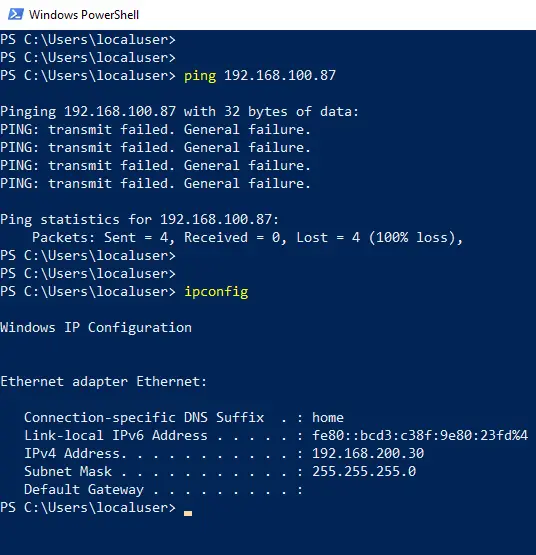 Windows PowerShell
PS C:\Users\localuser>
PS C:\Users\localuser>
PS C:\Users\localuser> ping 192.168.100.87
Pinging 192.168.100.87 with 32 bytes of data:
PING: transmit failed. General failure.
PING: transmit failed. General failure.
PING: transmit failed. General failure.
PING: transmit failed. General failure.
Ping statistics for 192.168.100.87:
    Packets: Sent = 4, Received = 0, Lost = 4 (100% loss),
PS C:\Users\localuser>
PS C:\Users\localuser>
PS C:\Users\localuser> ipconfig
Windows IP Configuration
Ethernet adapter Ethernet:
   Connection-specific DNS Suffix  . : home
   Link-local IPv6 Address . . . . . : fe80::bcd3:c38f:9e80:23fd%4
   IPv4 Address. . . . . . . . . . . : 192.168.200.30
   Subnet Mask . . . . . . . . . . . : 255.255.255.0
   Default Gateway . . . . . . . . . :
PS C:\Users\localuser>